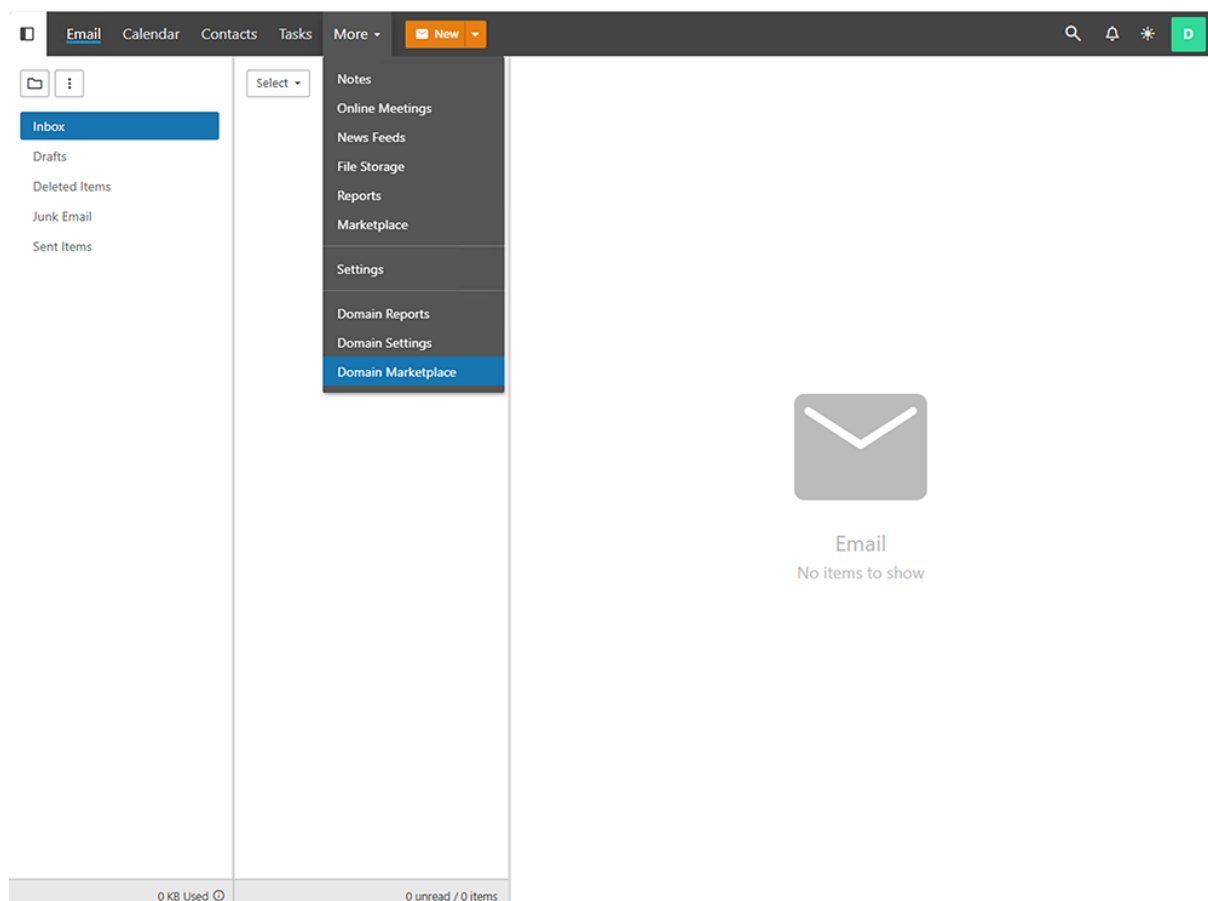 Email Calendar Contacts Tasks More New D
Select
Inbox
Drafts
Deleted Items
Junk Email
Sent Items
Notes
Online Meetings
News Feeds
File Storage
Reports
Marketplace
Settings
Domain Reports
Domain Settings
Domain Marketplace
Email
No items to show
0 KB Used
0 unread / 0 items